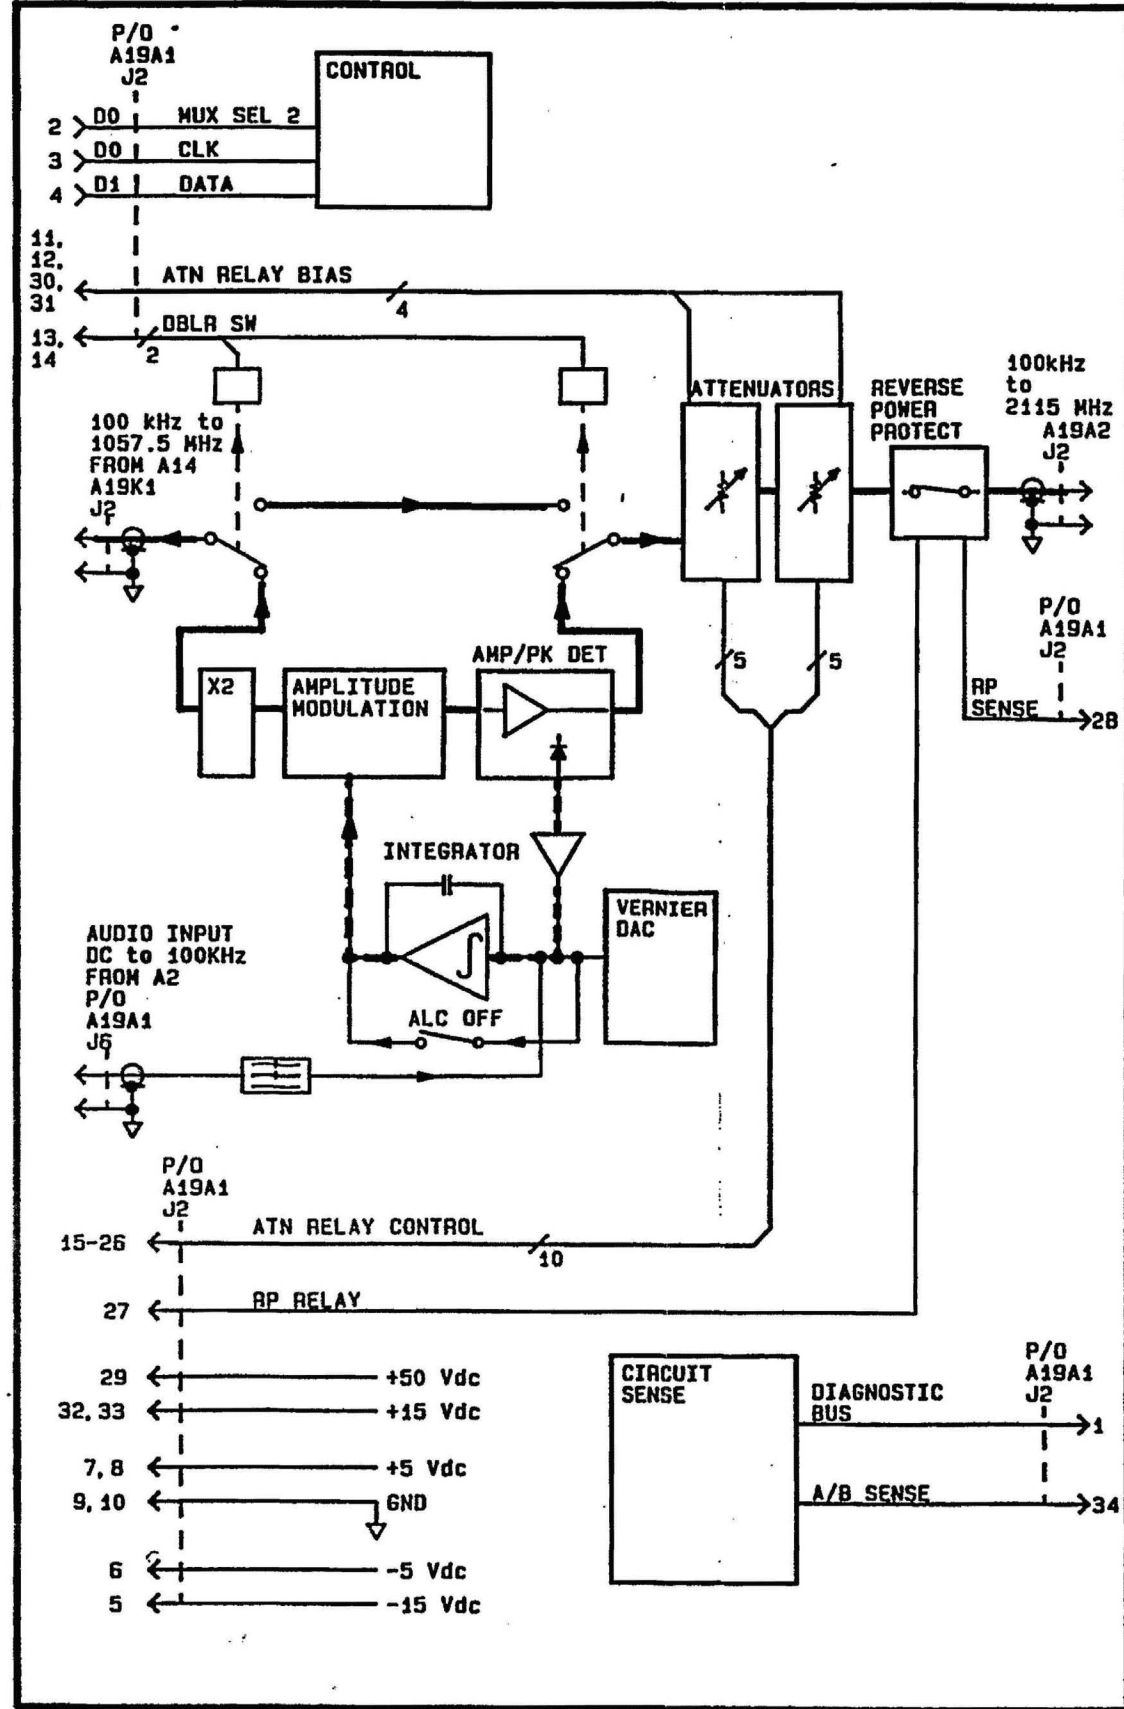 P/O
A19A1
J2
CONTROL
2 D0 MUX SEL 2
3 D0 CLK
4 D1 DATA
11,
12,
30,
31
ATN RELAY BIAS
4
13,
14
DBLR SW
2
100 kHz to
1057.5 MHz
FROM A14
A19K1
J2
ATTENUATORS
REVERSE
POWER
PROTECT
100kHz
to
2115 MHz
A19A2
J2
X2
AMPLITUDE
MODULATION
AMP/PK DET
5
5
P/O
A19A1
J2
RP
SENSE
28
INTEGRATOR
VERNIER
DAC
ALC OFF
AUDIO INPUT
DC to 100KHz
FROM A2
P/O
A19A1
J6
P/O
A19A1
J2
15-26 ATN RELAY CONTROL
10
27 RP RELAY
29 +50 Vdc
32,33 +15 Vdc
7,8 +5 Vdc
9,10 GND
6 -5 Vdc
5 -15 Vdc
CIRCUIT
SENSE
DIAGNOSTIC
BUS
P/O
A19A1
J2
1
A/B SENSE
34